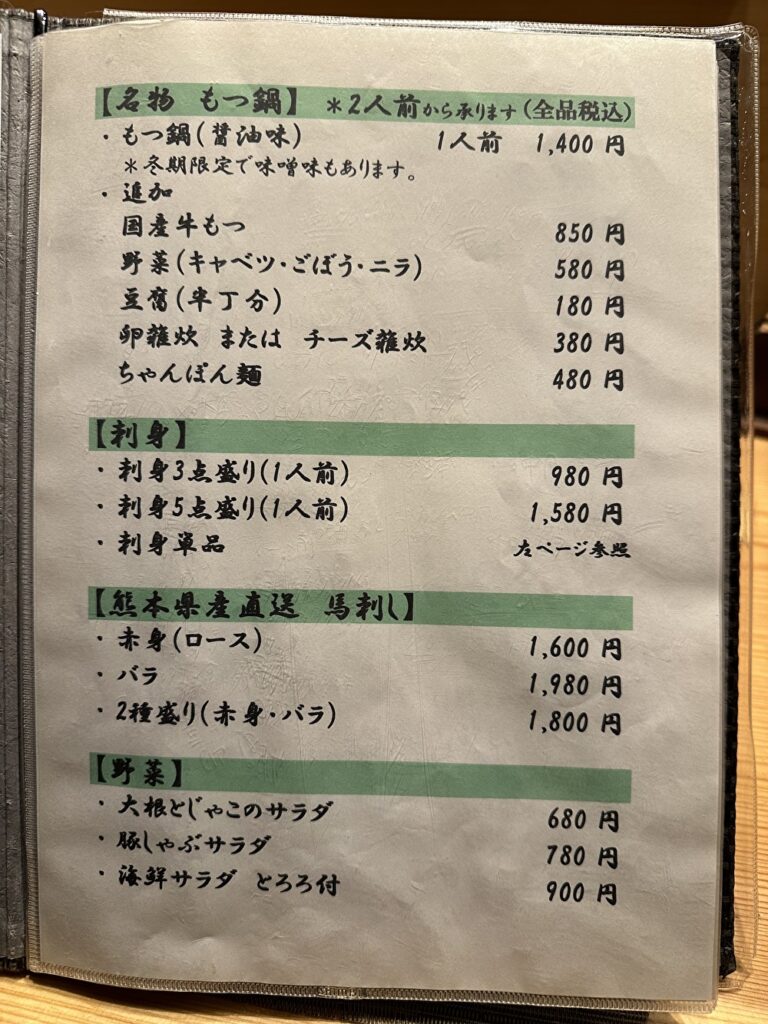 【名物 もつ鍋】 *2人前から承ります(全品税込)
・もつ鍋(醤油味) 1人前 1,400 円
*冬期限定で味噌味もあります。
・追加
国産牛もつ 850 円
野菜(キャベツ・ごぼう・ニラ) 580 円
豆腐(半丁分) 180 円
卵雑炊 または チーズ雑炊 380 円
ちゃんぽん麺 480 円
【刺身】
・刺身3点盛り(1人前) 980 円
・刺身5点盛り(1人前) 1,580 円
・刺身単品 左ページ参照
【熊本県産直送 馬刺し】
・赤身(ロース) 1,600 円
・バラ 1,980 円
・2種盛り(赤身・バラ) 1,800 円
【野菜】
・大根とじゃこのサラダ 680 円
・豚しゃぶサラダ 780 円
・海鮮サラダ とろろ付 900 円